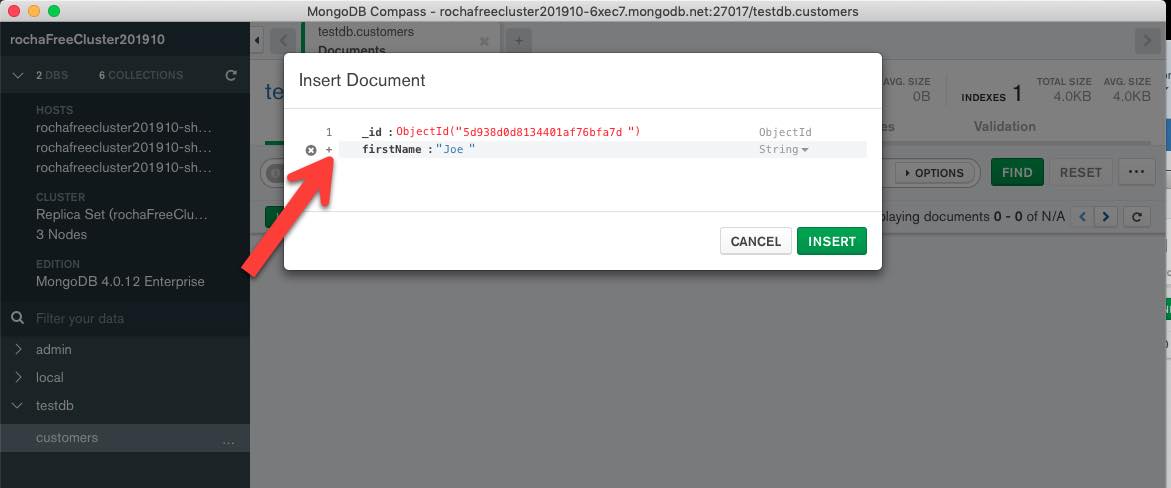 MongoDB Compass - rochafreecluster201910-6xec7.mongodb.net:27017/testdb.customers
rochaFreeCluster201910
2 DBS 6 COLLECTIONS
HOSTS
rochafreecluster201910-sh...
rochafreecluster201910-sh...
rochafreecluster201910-sh...
CLUSTER
Replica Set (rochaFreeClu...
3 Nodes
EDITION
MongoDB 4.0.12 Enterprise
Filter your data
admin
local
testdb
customers ...
testdb.customers
Documents
te
AVG. SIZE
0B
INDEXES 1
TOTAL SIZE
4.0KB
AVG. SIZE
4.0KB
es
Validation
OPTIONS
FIND
RESET
...
playing documents 0 - 0 of N/A
Insert Document
1 _id : ObjectId("5d938d0d8134401af76bfa7d ") ObjectId
+ firstName : "Joe " String
CANCEL
INSERT